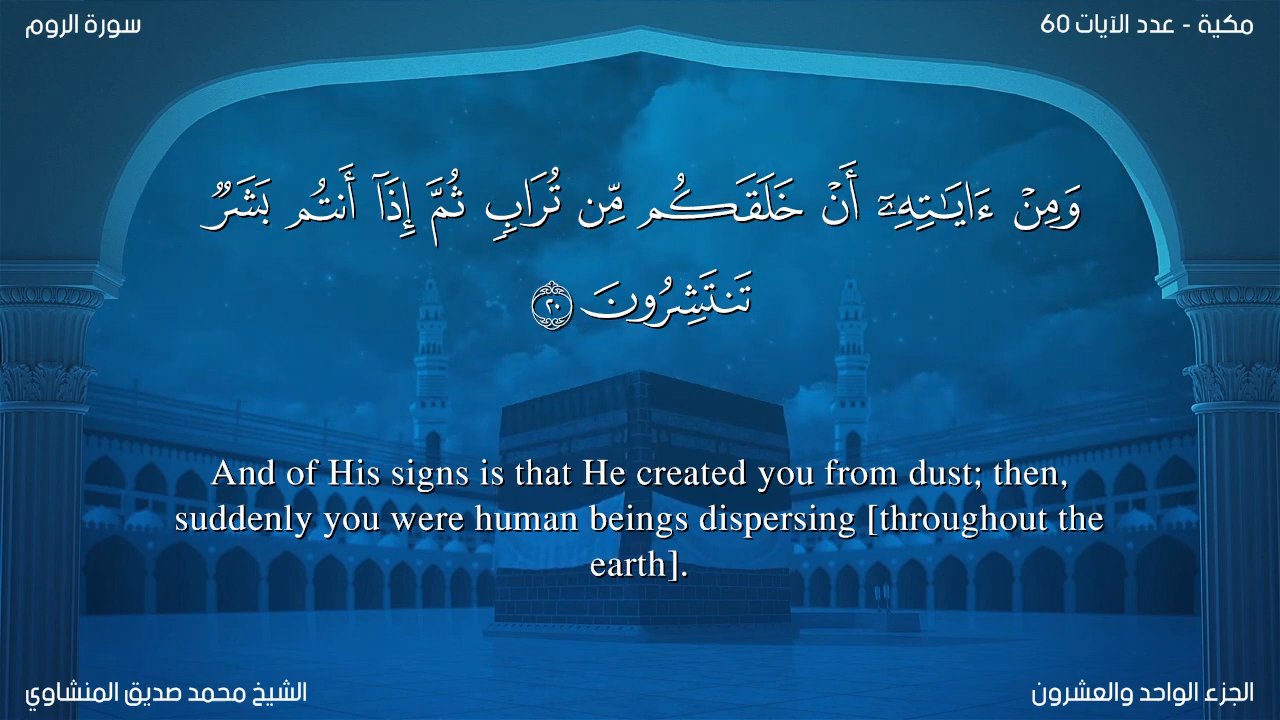 مكية - عدد الآيات 60
سورة الروم
وَمِنْ ءَايَـٰتِهِۦٓ أَنْ خَلَقَكُم مِّن تُرَابٍ ثُمَّ إِذَآ أَنتُم بَشَرٌ
تَنتَشِرُونَ ٢٠
And of His signs is that He created you from dust; then,
suddenly you were human beings dispersing [throughout the
earth].
الجزء الواحد والعشرون
الشيخ محمد صديق المنشاوي